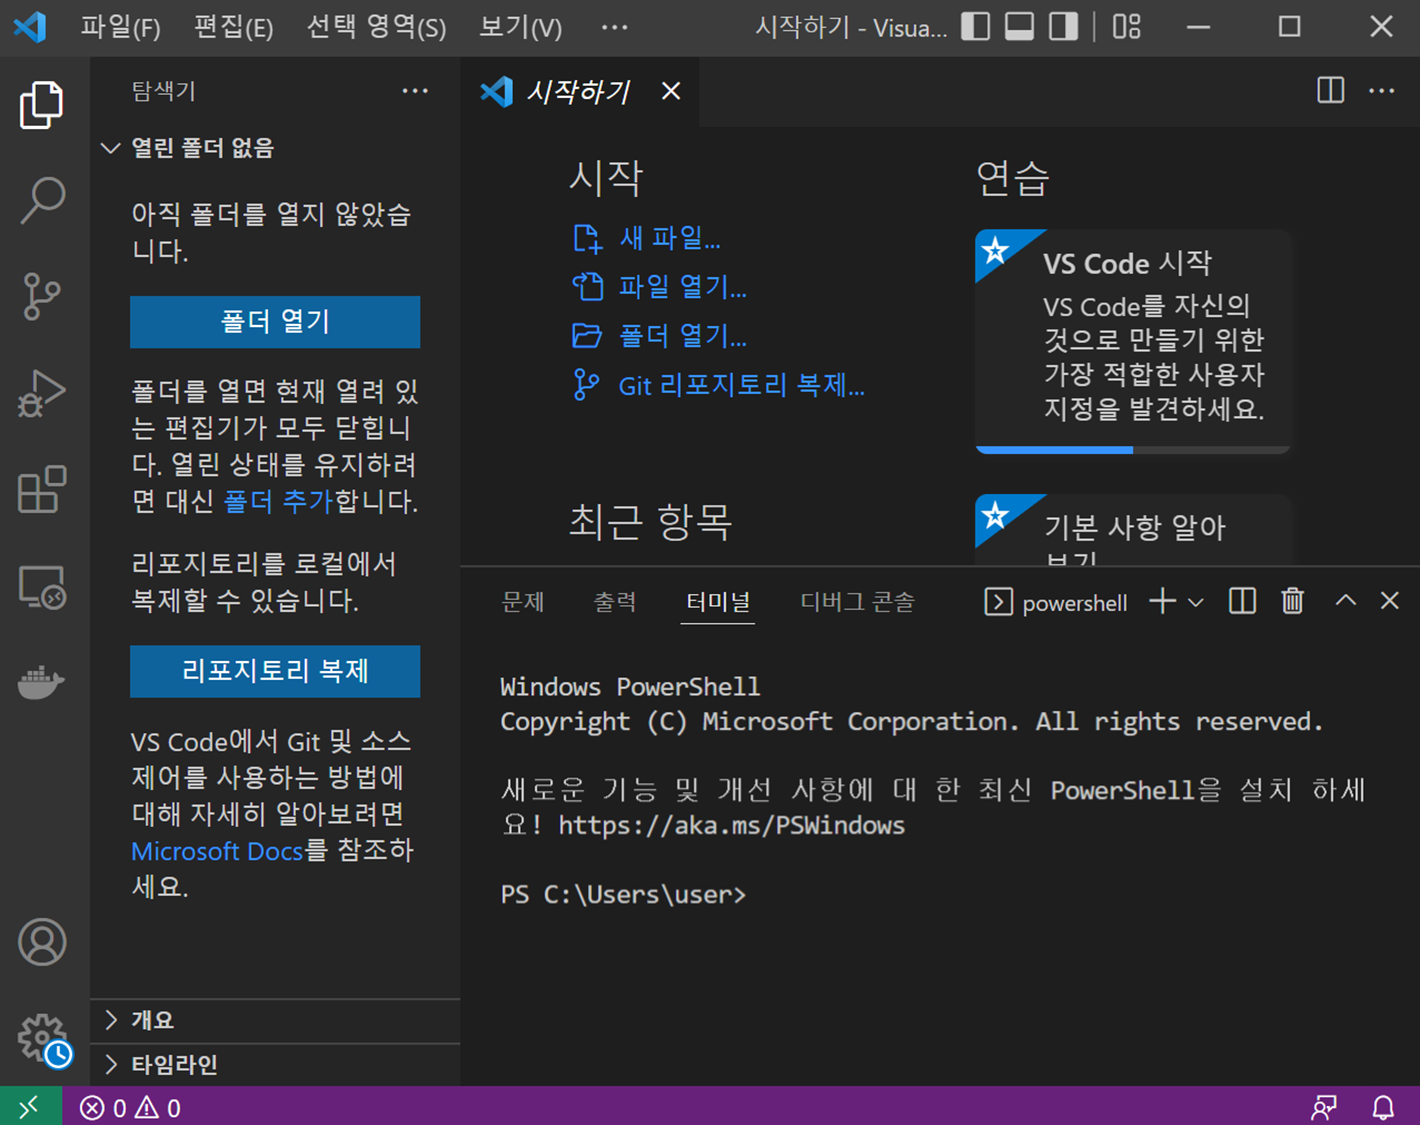 파일(F) 편집(E) 선택 영역(S) 보기(V) ··· 시작하기 - Visua...
탐색기
열린 폴더 없음
아직 폴더를 열지 않았습
니다.
폴더 열기
폴더를 열면 현재 열려 있
는 편집기가 모두 닫힙니
다. 열린 상태를 유지하려
면 대신 폴더 추가합니다.
리포지토리를 로컬에서
복제할 수 있습니다.
리포지토리 복제
VS Code에서 Git 및 소스
제어를 사용하는 방법에
대해 자세히 알아보려면
Microsoft Docs를 참조하
세요.
개요
타임라인
시작하기
시작
새 파일...
파일 열기...
폴더 열기...
Git 리포지토리 복제...
최근 항목
연습
VS Code 시작
VS Code를 자신의
것으로 만들기 위한
가장 적합한 사용자
지정을 발견하세요.
기본 사항 알아
보기
문제 출력 터미널 디버그 콘솔 powershell
Windows PowerShell
Copyright (C) Microsoft Corporation. All rights reserved.
새로운 기능 및 개선 사항에 대 한 최신 PowerShell을 설치 하세
요! https://aka.ms/PSWindows
PS C:\Users\user>
0 0